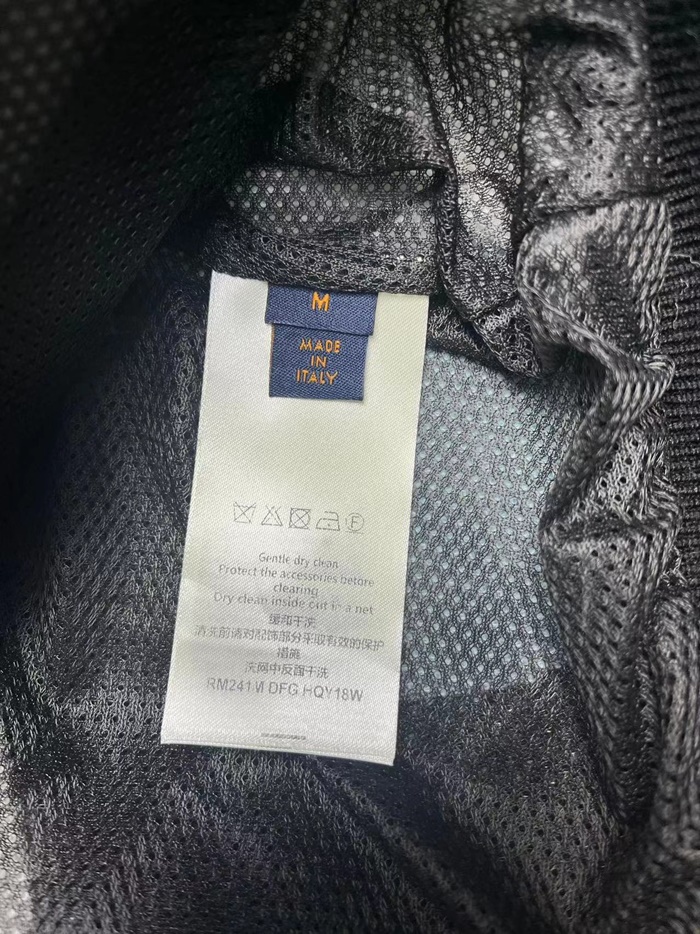 M
MADE
IN
ITALY
Gentle dry clean
Protect the accessories before
clearing
Dry clean inside out in a net
缓和干洗
清洗前请对配饰部分采取有效的保护
措施
洗网中反面干洗
RM241M DFG HQY18W